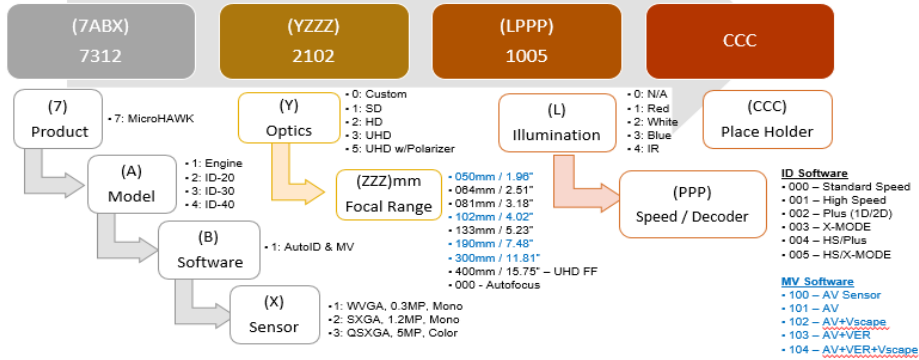 (7ABX)
7312
(YZZZ)
2102
(LPPP)
1005
CCC
(7)
Product
- 7: MicroHAWK
(A)
Model
- 1: Engine
- 2: ID-20
- 3: ID-30
- 4: ID-40
(B)
Software
- 1: AutoID & MV
(X)
Sensor
- 1: WVGA, 0.3MP, Mono
- 2: SXGA, 1.2MP, Mono
- 3: QSXGA, 5MP, Color
(Y)
Optics
- 0: Custom
- 1: SD
- 2: HD
- 3: UHD
- 5: UHD w/Polarizer
(ZZZ)mm
Focal Range
- 050mm / 1.96"
- 064mm / 2.51"
- 081mm / 3.18"
- 102mm / 4.02"
- 133mm / 5.23"
- 190mm / 7.48"
- 300mm / 11.81"
- 400mm / 15.75" – UHD FF
- 000 - Autofocus
(L)
Illumination
- 0: N/A
- 1: Red
- 2: White
- 3: Blue
- 4: IR
(PPP)
Speed / Decoder
(CCC)
Place Holder
ID Software
- 000 – Standard Speed
- 001 – High Speed
- 002 – Plus (1D/2D)
- 003 – X-MODE
- 004 – HS/Plus
- 005 – HS/X-MODE
MV Software
- 100 – AV Sensor
- 101 – AV
- 102 – AV+Vscape
- 103 – AV+VER
- 104 – AV+VER+Vscape